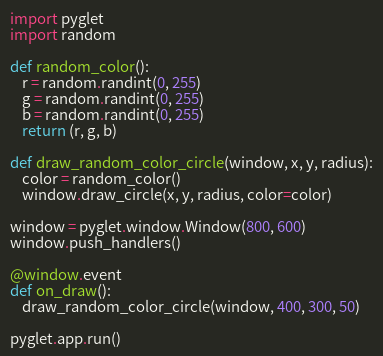 import pyglet
import random

def random_color():
    r = random.randint(0, 255)
    g = random.randint(0, 255)
    b = random.randint(0, 255)
    return (r, g, b)

def draw_random_color_circle(window, x, y, radius):
    color = random_color()
    window.draw_circle(x, y, radius, color=color)

window = pyglet.window.Window(800, 600)
window.push_handlers()

@window.event
def on_draw():
    draw_random_color_circle(window, 400, 300, 50)

pyglet.app.run()